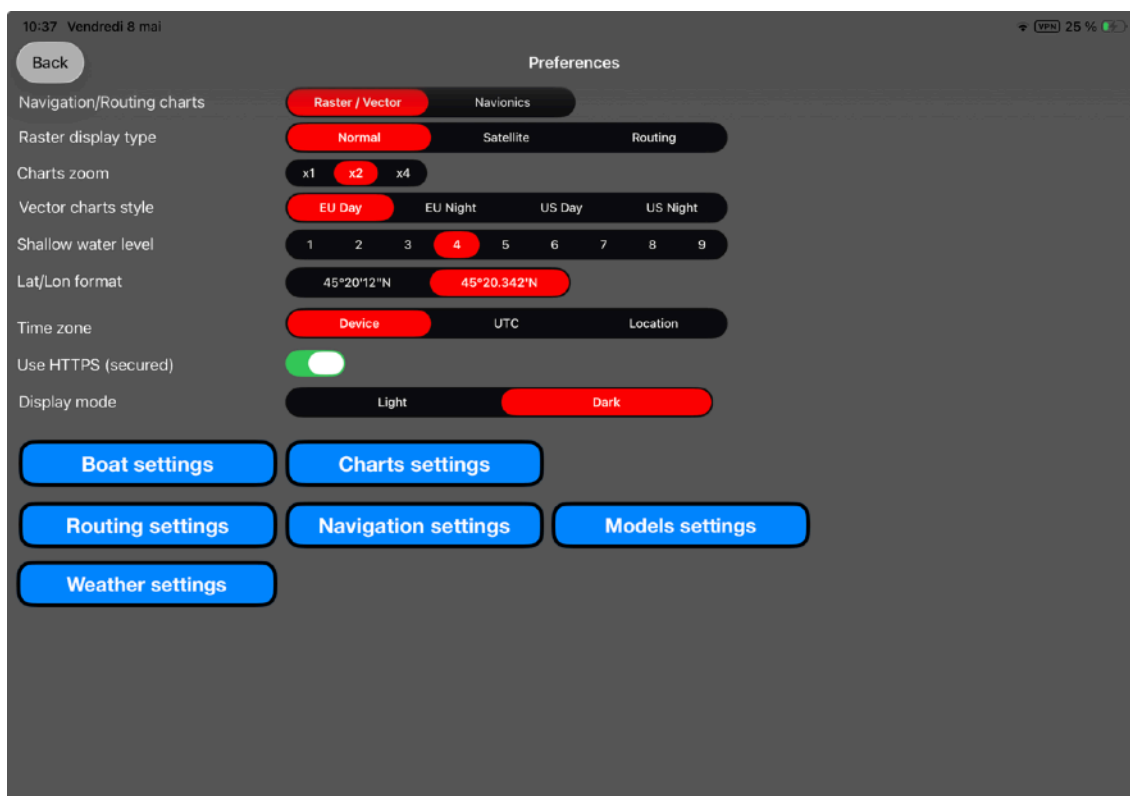 10:37 Vendredi 8 mai VPN 25 %
Back Preferences
Navigation/Routing charts Raster / Vector Navionics
Raster display type Normal Satellite Routing
Charts zoom x1 x2 x4
Vector charts style EU Day EU Night US Day US Night
Shallow water level 1 2 3 4 5 6 7 8 9
Lat/Lon format 45°20'12"N 45°20.342'N
Time zone Device UTC Location
Use HTTPS (secured)
Display mode Light Dark
Boat settings Charts settings
Routing settings Navigation settings Models settings
Weather settings